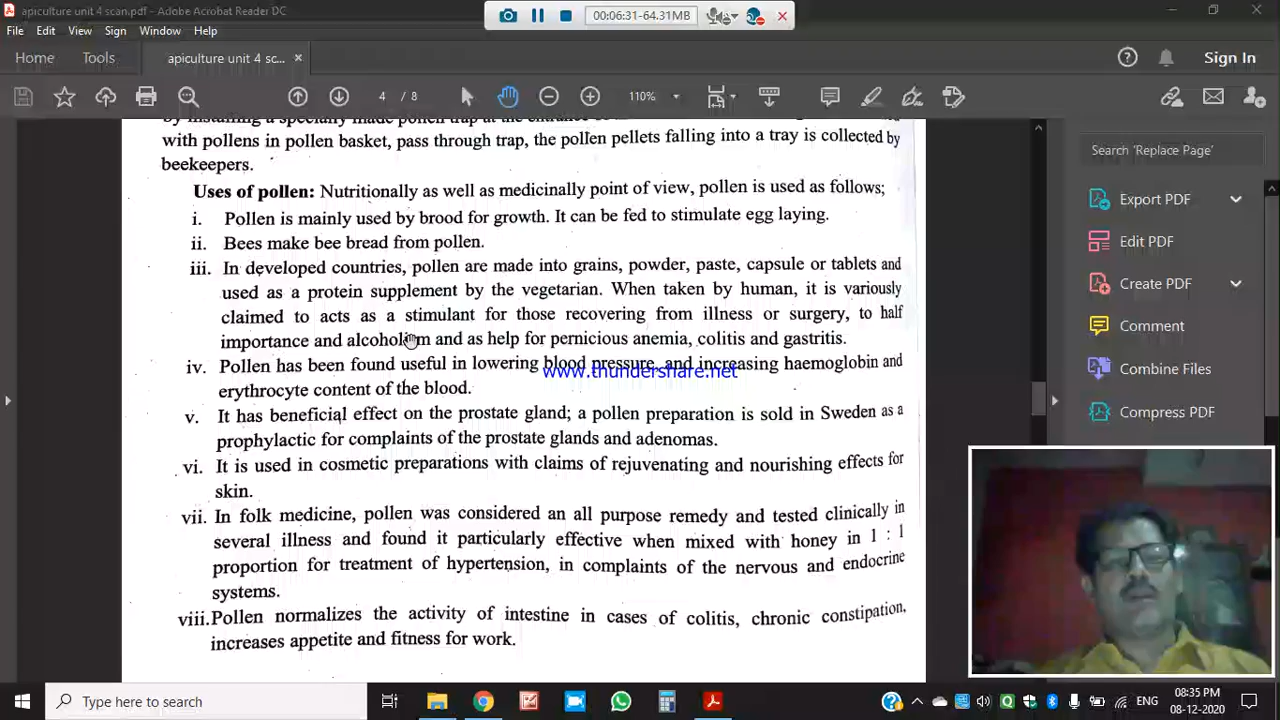 apiculture unit 4 scan.pdf - Adobe Acrobat Reader DC
00:06:31-64.31MB
File Edit View Sign Window Help
Home Tools apiculture unit 4 sc... × Sign In
4 / 8 110%
with pollens in pollen basket, pass through trap, the pollen pellets falling into a tray is collected by
beekeepers.
Uses of pollen: Nutritionally as well as medicinally point of view, pollen is used as follows;
i. Pollen is mainly used by brood for growth. It can be fed to stimulate egg laying.
ii. Bees make bee bread from pollen.
iii. In developed countries, pollen are made into grains, powder, paste, capsule or tablets and
used as a protein supplement by the vegetarian. When taken by human, it is variously
claimed to acts as a stimulant for those recovering from illness or surgery, to half
importance and alcoholism and as help for pernicious anemia, colitis and gastritis.
iv. Pollen has been found useful in lowering blood pressure, and increasing haemoglobin and
www.thundershare.net
erythrocyte content of the blood.
v. It has beneficial effect on the prostate gland; a pollen preparation is sold in Sweden as a
prophylactic for complaints of the prostate glands and adenomas.
vi. It is used in cosmetic preparations with claims of rejuvenating and nourishing effects for
skin.
vii. In folk medicine, pollen was considered an all purpose remedy and tested clinically in
several illness and found it particularly effective when mixed with honey in 1 : 1
proportion for treatment of hypertension, in complaints of the nervous and endocrine
systems.
viii. Pollen normalizes the activity of intestine in cases of colitis, chronic constipation,
increases appetite and fitness for work.
Search 'Replace Page'
Export PDF
Edit PDF
Create PDF
Comment
Combine Files
Compress PDF
Type here to search
ENG
08:35 PM
08-12-2020